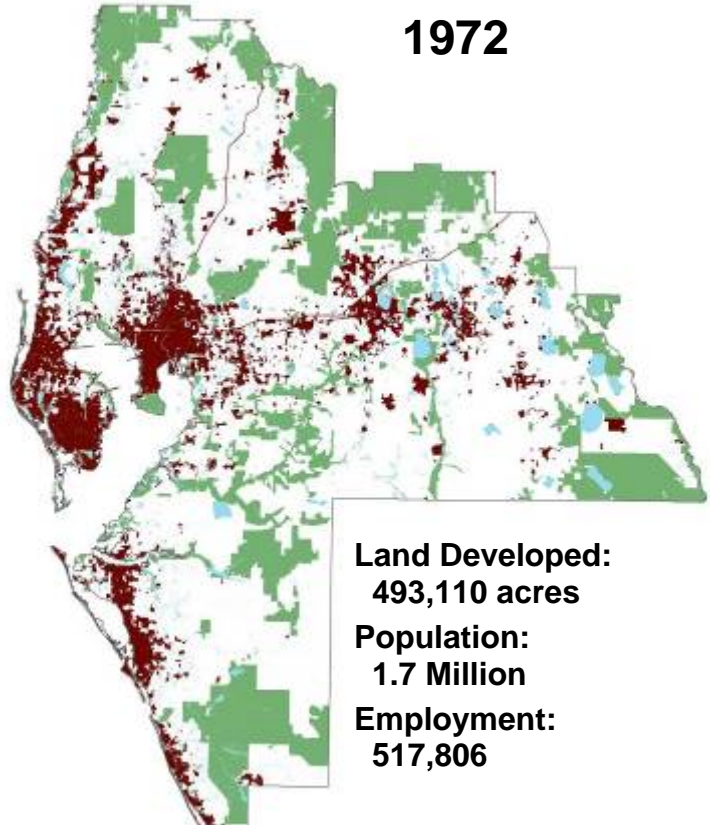 1972
Land Developed:
493,110 acres
Population:
1.7 Million
Employment:
517,806